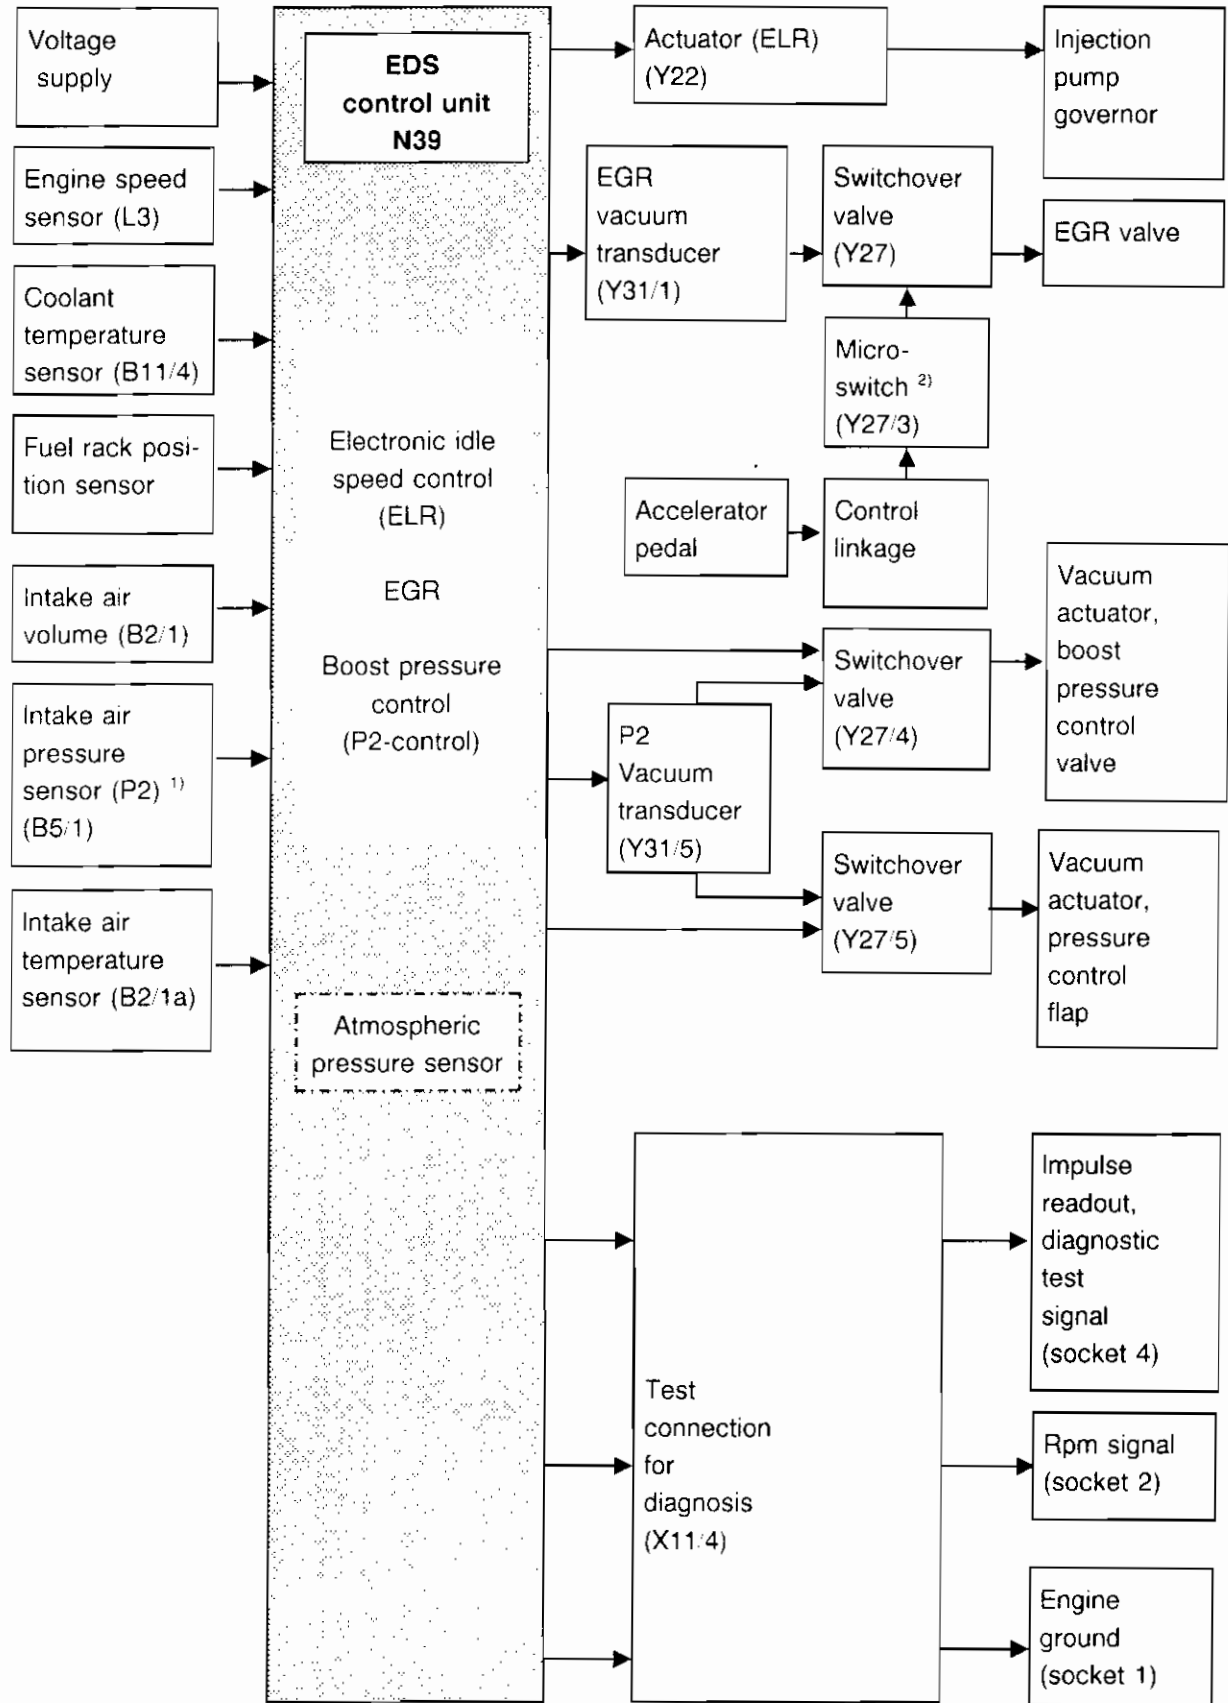 Voltage
supply
Engine speed
sensor (L3)
Coolant
temperature
sensor (B11/4)
Fuel rack posi-
tion sensor
Intake air
volume (B2/1)
Intake air
pressure
sensor (P2) 1)
(B5/1)
Intake air
temperature
sensor (B2/1a)
EDS
control unit
N39
Electronic idle
speed control
(ELR)
EGR
Boost pressure
control
(P2-control)
Atmospheric
pressure sensor
Actuator (ELR)
(Y22)
Injection
pump
governor
EGR
vacuum
transducer
(Y31/1)
Switchover
valve
(Y27)
EGR valve
Micro-
switch 2)
(Y27/3)
Accelerator
pedal
Control
linkage
Switchover
valve
(Y27/4)
Vacuum
actuator,
boost
pressure
control
valve
P2
Vacuum
transducer
(Y31/5)
Switchover
valve
(Y27/5)
Vacuum
actuator,
pressure
control
flap
Test
connection
for
diagnosis
(X11/4)
Impulse
readout,
diagnostic
test
signal
(socket 4)
Rpm signal
(socket 2)
Engine
ground
(socket 1)